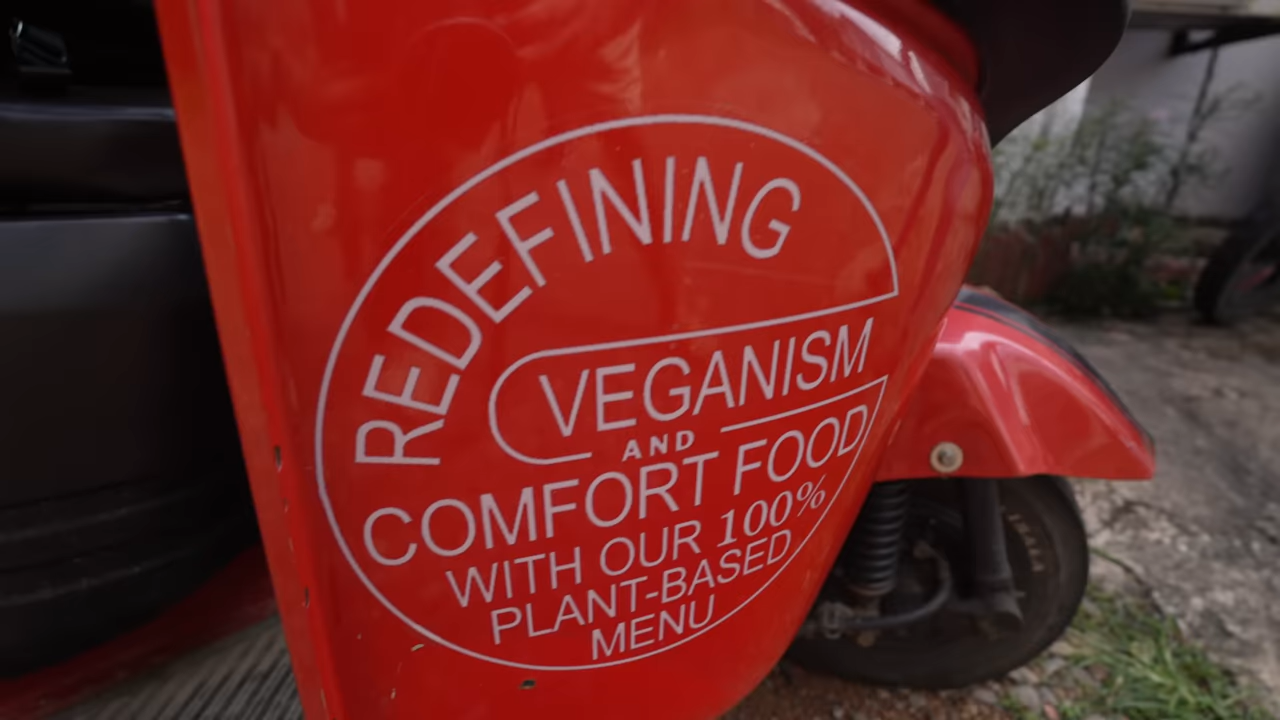 REDEFINING
VEGANISM
AND
COMFORT FOOD
WITH OUR 100%
PLANT-BASED
MENU